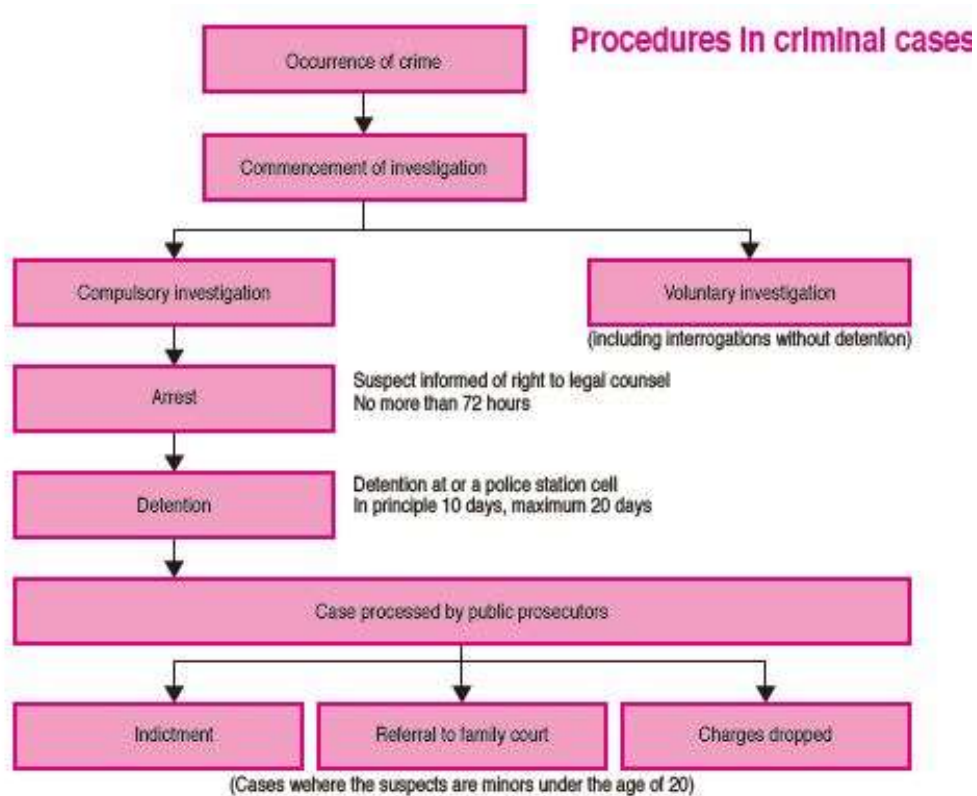 Procedures in criminal cases
Occurrence of crime
Commencement of investigation
Compulsory investigation
Voluntary investigation
(including interrogations without detention)
Arrest
Suspect informed of right to legal counsel
No more than 72 hours
Detention
Detention at or a police station cell
In principle 10 days, maximum 20 days
Case processed by public prosecutors
Indictment
Referral to family court
Charges dropped
(Cases wehere the suspects are minors under the age of 20)